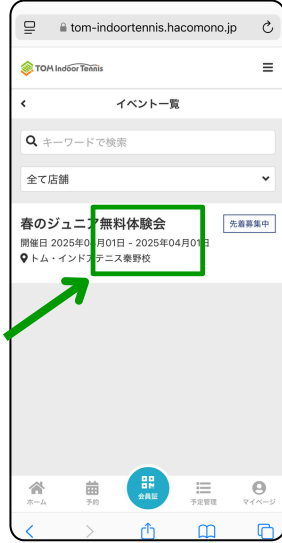 tom-indoortennis.hacomono.jp
TOM Indoor Tennis
イベント一覧
キーワードで検索
全て店舗
春のジュニア無料体験会
先着募集中
開催日 2025年04月01日 - 2025年04月01日
トム・インドアテニス秦野校
ホーム
予約
会員証
予定管理
マイページ